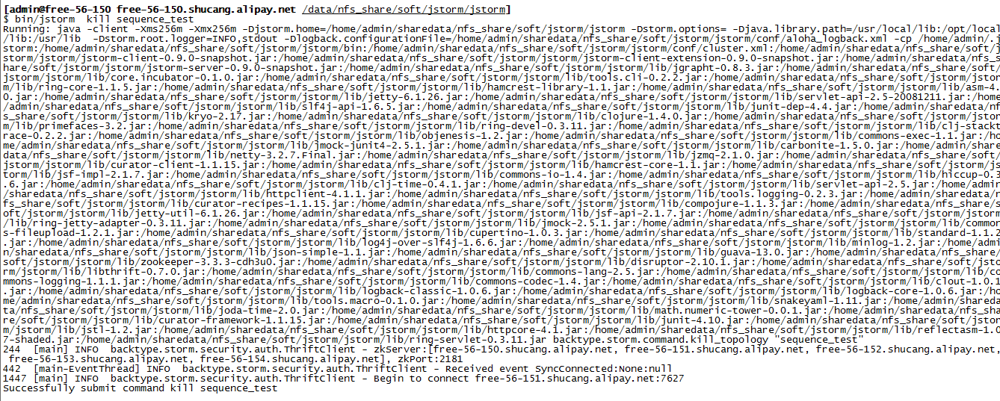 [admin@free-56-150 free-56-150.shucang.alipay.net /data/nfs_share/soft/jstorm/jstorm]
$ bin/jstorm  kill sequence_test
Running: java -client -Xms256m -Xmx256m -Djstorm.home=/home/admin/sharedata/nfs_share/soft/jstorm/jstorm -Dstorm.options= -Djava.library.path=/usr/local/lib:/opt/local
/lib:/usr/lib  -Dstorm.root.logger=INFO,stdout -Dlogback.configurationFile=/home/admin/sharedata/nfs_share/soft/jstorm/jstorm/conf/aloha_logback.xml -cp /home/admin/.j
storm:/home/admin/sharedata/nfs_share/soft/jstorm/jstorm/bin:/home/admin/sharedata/nfs_share/soft/jstorm/jstorm/conf/cluster.xml:/home/admin/sharedata/nfs_share/soft/j
storm/jstorm/jstorm-client-0.9.0-snapshot.jar:/home/admin/sharedata/nfs_share/soft/jstorm/jstorm/jstorm-client-extension-0.9.0-snapshot.jar:/home/admin/sharedata/nfs_s
hare/soft/jstorm/jstorm/jstorm-server-0.9.0-snapshot.jar:/home/admin/sharedata/nfs_share/soft/jstorm/jstorm/lib/jgrapht-0.8.3.jar:/home/admin/sharedata/nfs_share/soft/
jstorm/jstorm/lib/core.incubator-0.1.0.jar:/home/admin/sharedata/nfs_share/soft/jstorm/jstorm/lib/tools.cli-0.2.2.jar:/home/admin/sharedata/nfs_share/soft/jstorm/jstor
m/lib/ring-core-1.1.5.jar:/home/admin/sharedata/nfs_share/soft/jstorm/jstorm/lib/hamcrest-library-1.1.jar:/home/admin/sharedata/nfs_share/soft/jstorm/jstorm/lib/asm-4.
0.jar:/home/admin/sharedata/nfs_share/soft/jstorm/jstorm/lib/jetty-6.1.26.jar:/home/admin/sharedata/nfs_share/soft/jstorm/jstorm/lib/servlet-api-2.5-20081211.jar:/home
/admin/sharedata/nfs_share/soft/jstorm/jstorm/lib/slf4j-api-1.6.5.jar:/home/admin/sharedata/nfs_share/soft/jstorm/jstorm/lib/junit-dep-4.4.jar:/home/admin/sharedata/nf
s_share/soft/jstorm/jstorm/lib/kryo-2.17.jar:/home/admin/sharedata/nfs_share/soft/jstorm/jstorm/lib/clojure-1.4.0.jar:/home/admin/sharedata/nfs_share/soft/jstorm/jstor
m/lib/primefaces-3.2.jar:/home/admin/sharedata/nfs_share/soft/jstorm/jstorm/lib/ring-devel-0.3.11.jar:/home/admin/sharedata/nfs_share/soft/jstorm/jstorm/lib/clj-stackt
race-0.2.2.jar:/home/admin/sharedata/nfs_share/soft/jstorm/jstorm/lib/objenesis-1.2.jar:/home/admin/sharedata/nfs_share/soft/jstorm/jstorm/lib/commons-exec-1.1.jar:/ho
me/admin/sharedata/nfs_share/soft/jstorm/jstorm/lib/jmock-junit4-2.5.1.jar:/home/admin/sharedata/nfs_share/soft/jstorm/jstorm/lib/carbonite-1.5.0.jar:/home/admin/share
data/nfs_share/soft/jstorm/jstorm/lib/netty-3.2.7.Final.jar:/home/admin/sharedata/nfs_share/soft/jstorm/jstorm/lib/jzmq-2.1.0.jar:/home/admin/sharedata/nfs_share/soft/
jstorm/jstorm/lib/curator-client-1.1.15.jar:/home/admin/sharedata/nfs_share/soft/jstorm/jstorm/lib/hamcrest-core-1.1.jar:/home/admin/sharedata/nfs_share/soft/jstorm/js
torm/lib/jsf-impl-2.1.7.jar:/home/admin/sharedata/nfs_share/soft/jstorm/jstorm/lib/commons-io-1.4.jar:/home/admin/sharedata/nfs_share/soft/jstorm/jstorm/lib/hiccup-0.3
.6.jar:/home/admin/sharedata/nfs_share/soft/jstorm/jstorm/lib/clj-time-0.4.1.jar:/home/admin/sharedata/nfs_share/soft/jstorm/jstorm/lib/servlet-api-2.5.jar:/home/admin
/sharedata/nfs_share/soft/jstorm/jstorm/lib/httpclient-4.1.1.jar:/home/admin/sharedata/nfs_share/soft/jstorm/jstorm/lib/tools.logging-0.2.3.jar:/home/admin/sharedata/n
fs_share/soft/jstorm/jstorm/lib/curator-recipes-1.1.15.jar:/home/admin/sharedata/nfs_share/soft/jstorm/jstorm/lib/compojure-1.1.3.jar:/home/admin/sharedata/nfs_share/s
oft/jstorm/jstorm/lib/jetty-util-6.1.26.jar:/home/admin/sharedata/nfs_share/soft/jstorm/jstorm/lib/jsf-api-2.1.7.jar:/home/admin/sharedata/nfs_share/soft/jstorm/jstorm
/lib/ring-jetty-adapter-0.3.11.jar:/home/admin/sharedata/nfs_share/soft/jstorm/jstorm/lib/jmock-2.5.1.jar:/home/admin/sharedata/nfs_share/soft/jstorm/jstorm/lib/common
s-fileupload-1.2.1.jar:/home/admin/sharedata/nfs_share/soft/jstorm/jstorm/lib/cupertino-1.0.3.jar:/home/admin/sharedata/nfs_share/soft/jstorm/jstorm/lib/standard-1.1.2
.jar:/home/admin/sharedata/nfs_share/soft/jstorm/jstorm/lib/log4j-over-slf4j-1.6.6.jar:/home/admin/sharedata/nfs_share/soft/jstorm/jstorm/lib/minlog-1.2.jar:/home/admi
n/sharedata/nfs_share/soft/jstorm/jstorm/lib/json-simple-1.1.jar:/home/admin/sharedata/nfs_share/soft/jstorm/jstorm/lib/guava-13.0.jar:/home/admin/sharedata/nfs_share/
soft/jstorm/jstorm/lib/zookeeper-3.3.3-cdh3u0.jar:/home/admin/sharedata/nfs_share/soft/jstorm/jstorm/lib/disruptor-2.10.1.jar:/home/admin/sharedata/nfs_share/soft/jsto
rm/jstorm/lib/libthrift-0.7.0.jar:/home/admin/sharedata/nfs_share/soft/jstorm/jstorm/lib/commons-lang-2.5.jar:/home/admin/sharedata/nfs_share/soft/jstorm/jstorm/lib/co
mmons-logging-1.1.1.jar:/home/admin/sharedata/nfs_share/soft/jstorm/jstorm/lib/commons-codec-1.4.jar:/home/admin/sharedata/nfs_share/soft/jstorm/jstorm/lib/clout-1.0.1
.jar:/home/admin/sharedata/nfs_share/soft/jstorm/jstorm/lib/logback-classic-1.0.6.jar:/home/admin/sharedata/nfs_share/soft/jstorm/jstorm/lib/logback-core-1.0.6.jar:/ho
me/admin/sharedata/nfs_share/soft/jstorm/jstorm/lib/tools.macro-0.1.0.jar:/home/admin/sharedata/nfs_share/soft/jstorm/jstorm/lib/snakeyaml-1.11.jar:/home/admin/shareda
ta/nfs_share/soft/jstorm/jstorm/lib/joda-time-2.0.jar:/home/admin/sharedata/nfs_share/soft/jstorm/jstorm/lib/math.numeric-tower-0.0.1.jar:/home/admin/sharedata/nfs_sha
re/soft/jstorm/jstorm/lib/curator-framework-1.1.15.jar:/home/admin/sharedata/nfs_share/soft/jstorm/jstorm/lib/junit-4.10.jar:/home/admin/sharedata/nfs_share/soft/jstor
m/jstorm/lib/jstl-1.2.jar:/home/admin/sharedata/nfs_share/soft/jstorm/jstorm/lib/httpcore-4.1.jar:/home/admin/sharedata/nfs_share/soft/jstorm/jstorm/lib/reflectasm-1.0
7-shaded.jar:/home/admin/sharedata/nfs_share/soft/jstorm/jstorm/lib/ring-servlet-0.3.11.jar backtype.storm.command.kill_topology "sequence_test"
244  [main] INFO  backtype.storm.security.auth.ThriftClient - zkServer:[free-56-150.shucang.alipay.net, free-56-151.shucang.alipay.net, free-56-152.shucang.alipay.net,
 free-56-153.shucang.alipay.net, free-56-154.shucang.alipay.net], zkPort:2181
442  [main-EventThread] INFO  backtype.storm.security.auth.ThriftClient - Received event SyncConnected:None:null
1447 [main] INFO  backtype.storm.security.auth.ThriftClient - Begin to connect free-56-151.shucang.alipay.net:7627
Successfully submit command kill sequence_test